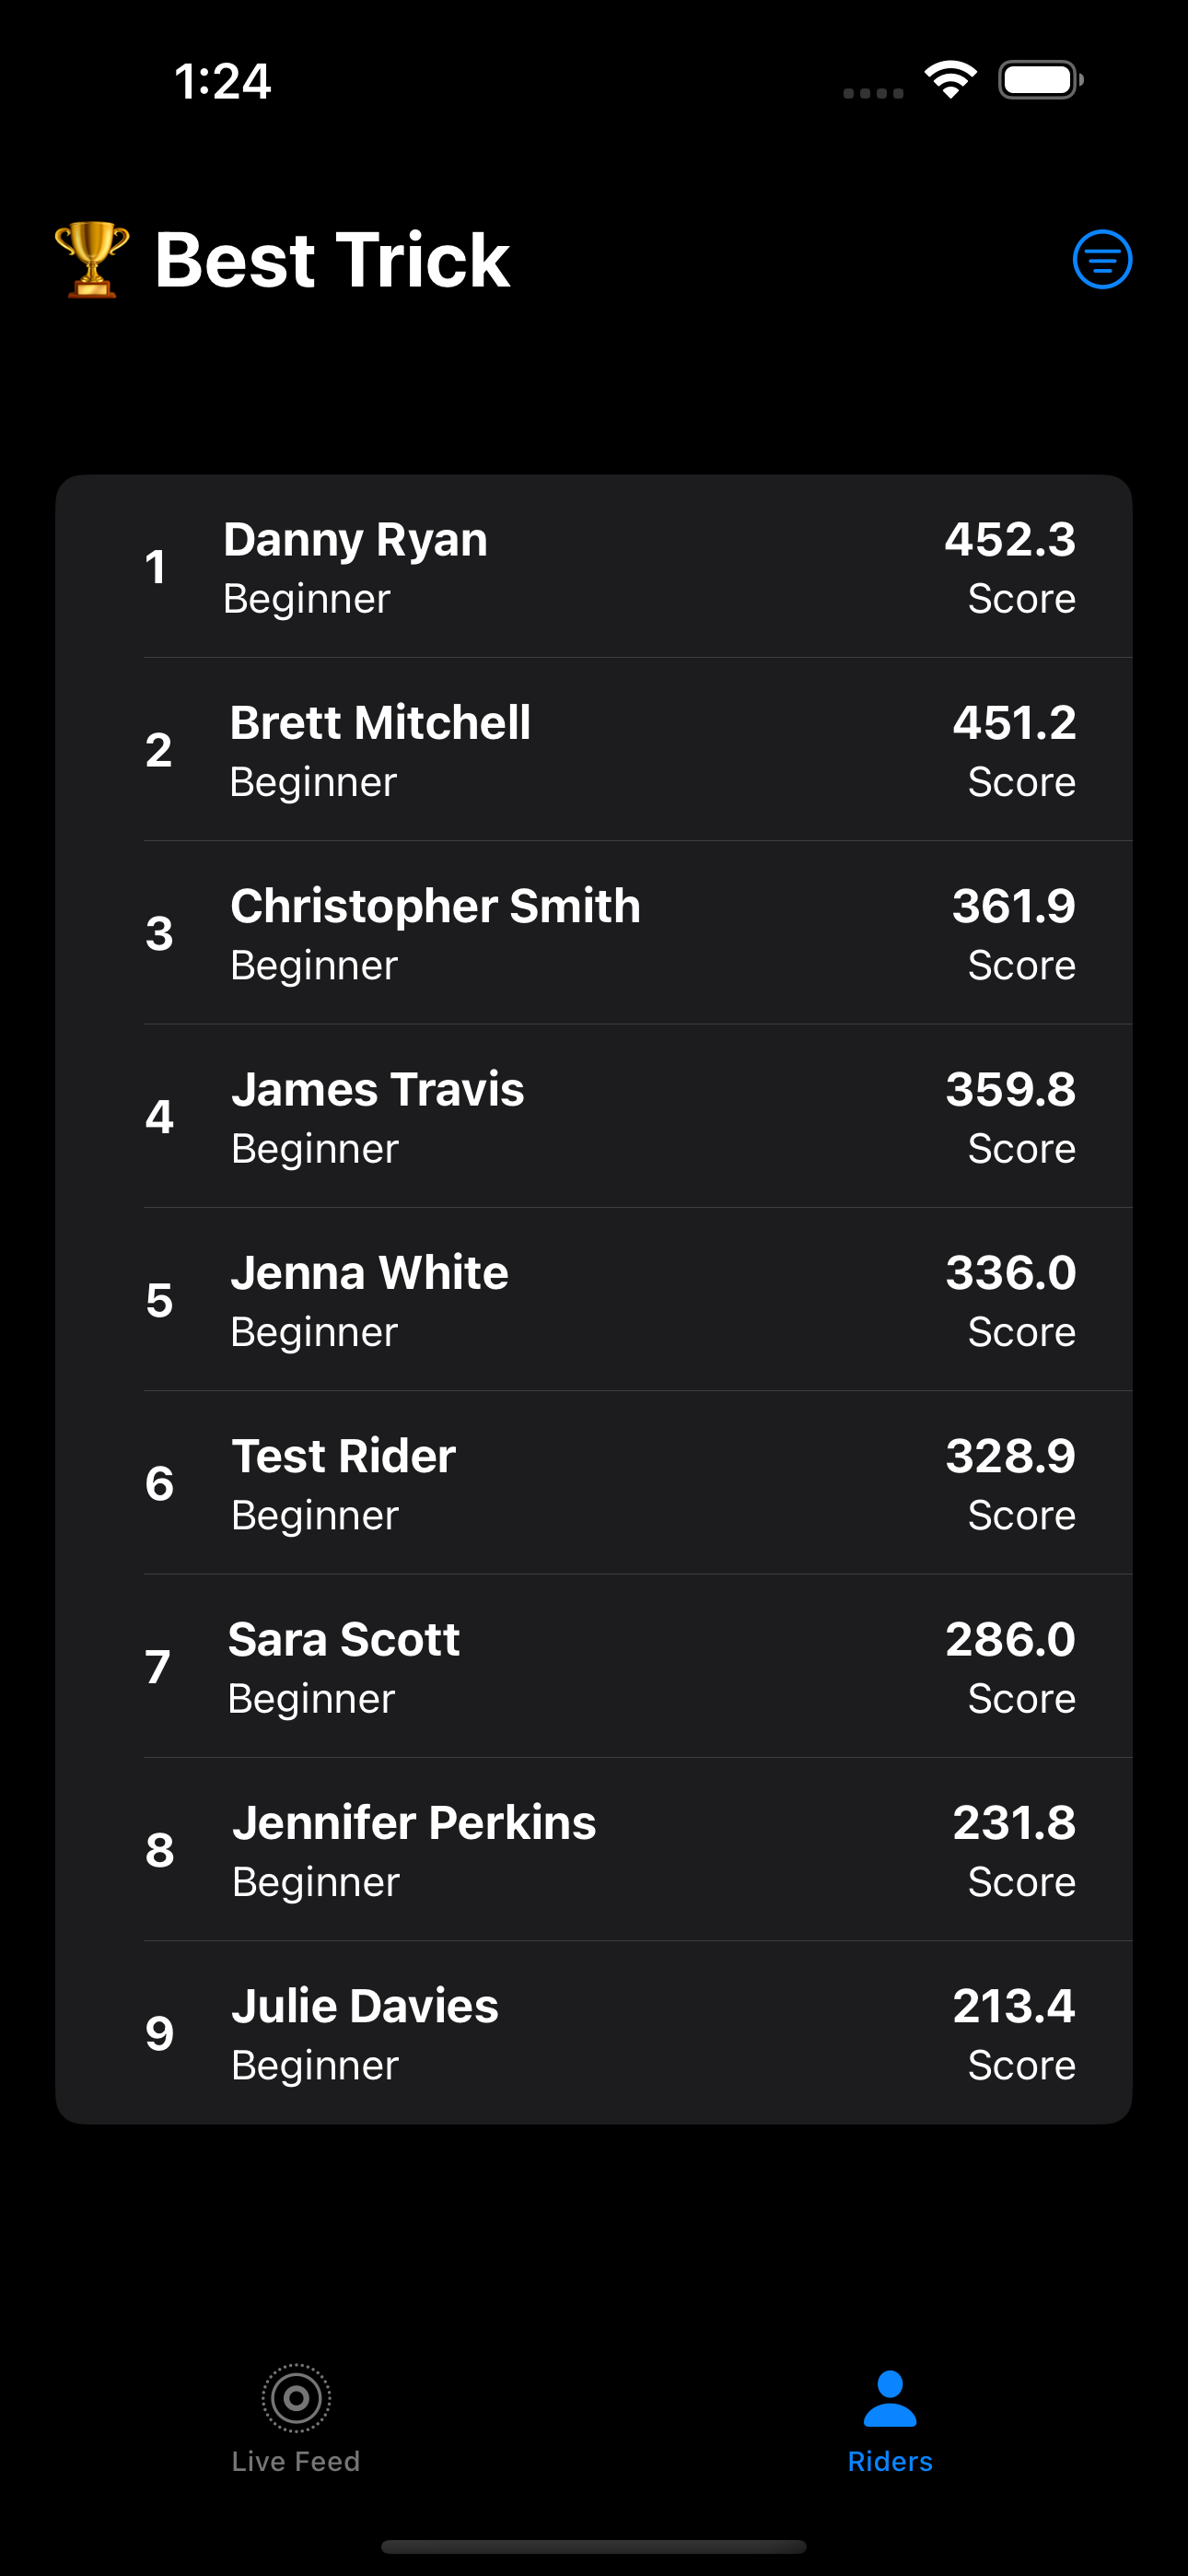 1:24
🏆 Best Trick
1
Danny Ryan
452.3
Beginner
Score
2
Brett Mitchell
451.2
Beginner
Score
3
Christopher Smith
361.9
Beginner
Score
4
James Travis
359.8
Beginner
Score
5
Jenna White
336.0
Beginner
Score
6
Test Rider
328.9
Beginner
Score
7
Sara Scott
286.0
Beginner
Score
8
Jennifer Perkins
231.8
Beginner
Score
9
Julie Davies
213.4
Beginner
Score
Live Feed
Riders